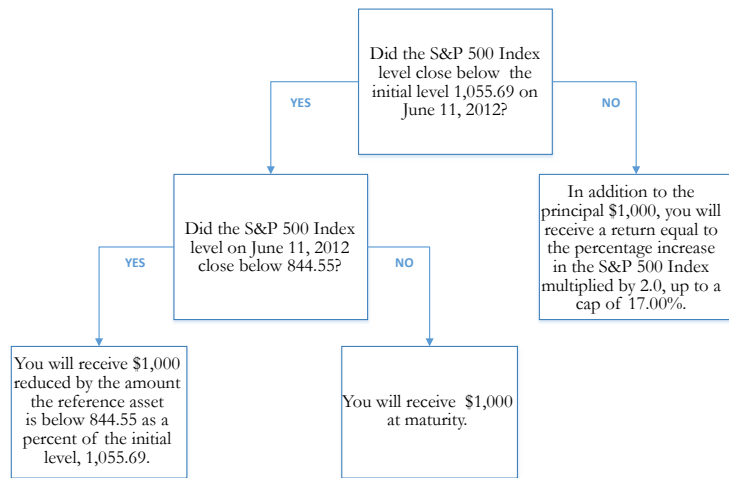 Did the S&P 500 Index
level close below the
initial level 1,055.69 on
June 11, 2012?
YES
NO
Did the S&P 500 Index
level on June 11, 2012
close below 844.55?
In addition to the
principal $1,000, you will
receive a return equal to
the percentage increase
in the S&P 500 Index
multiplied by 2.0, up to a
cap of 17.00%.
YES
NO
You will receive $1,000
reduced by the amount
the reference asset
is below 844.55 as a
percent of the initial
level, 1,055.69.
You will receive $1,000
at maturity.